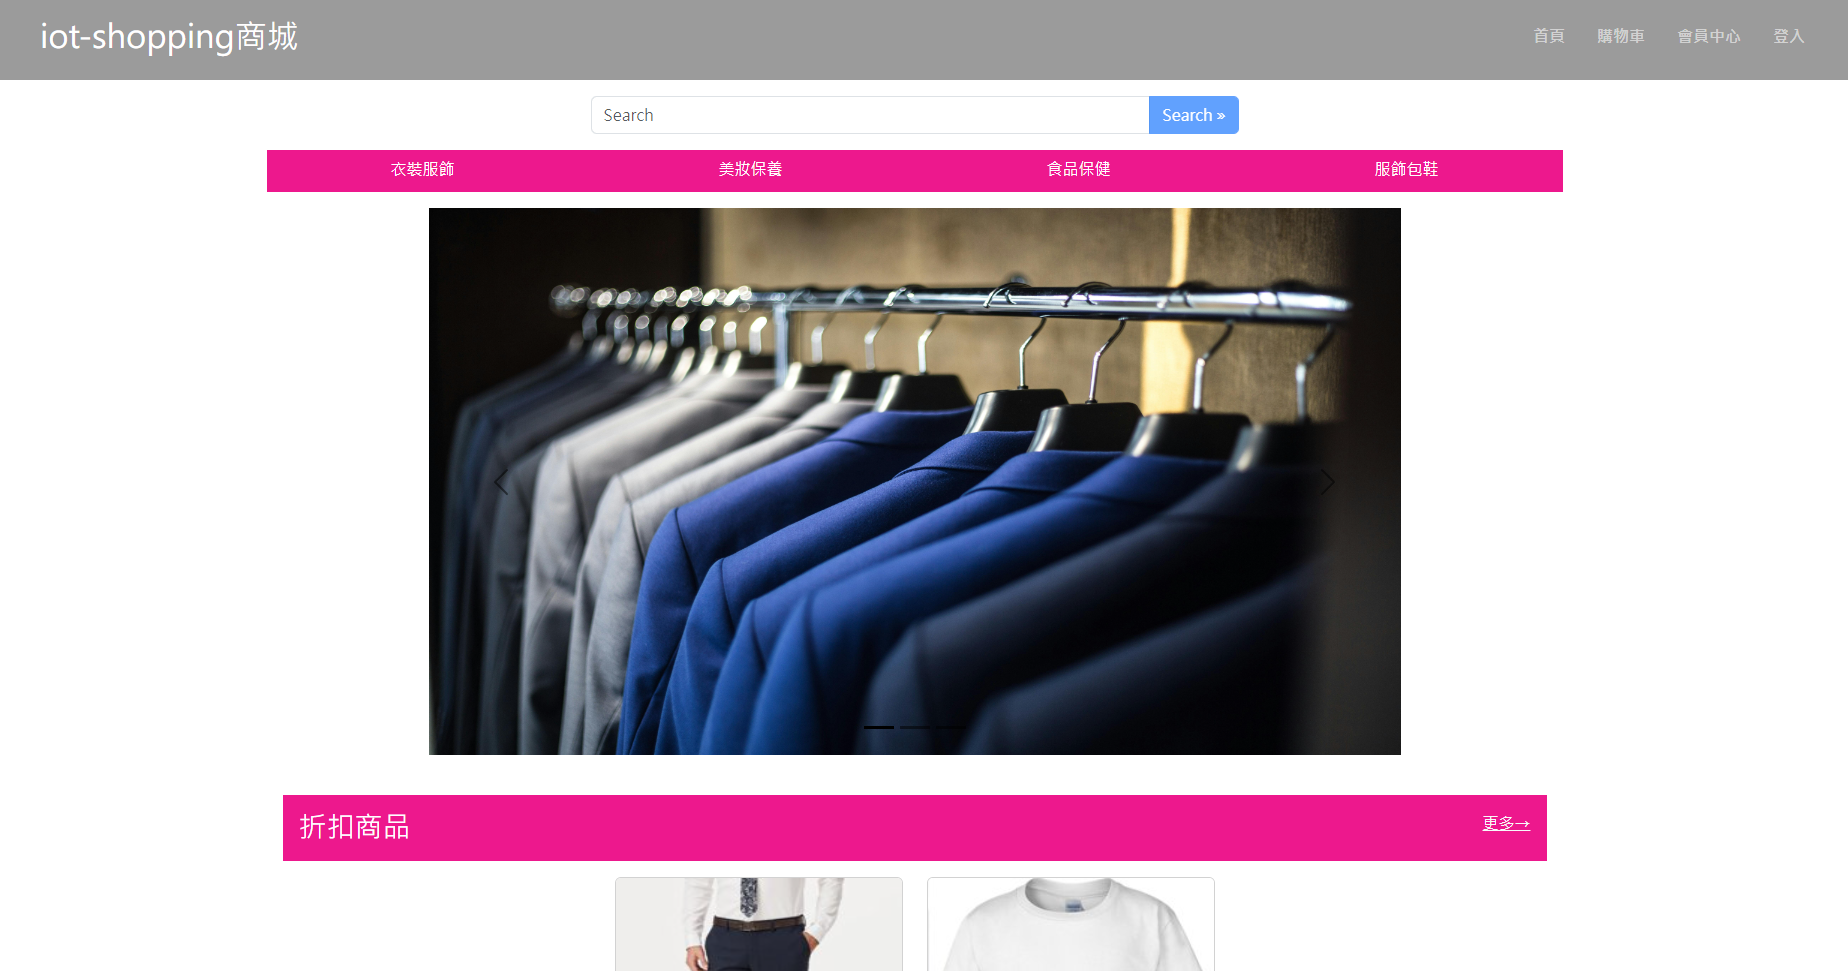 iot-shopping商城
首頁 購物車 會員中心 登入
Search Search »
衣裝服飾 美妝保養 食品保健 服飾包鞋
折扣商品 更多→